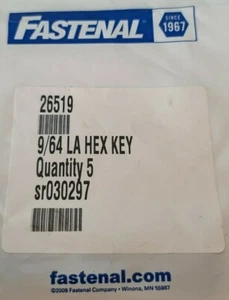 FASTENAL
SINCE
1967
26519
9/64 LA HEX KEY
Quantity 5
sr030297
fastenal.com
©2009 Fastenal Company • Winona, MN 55987